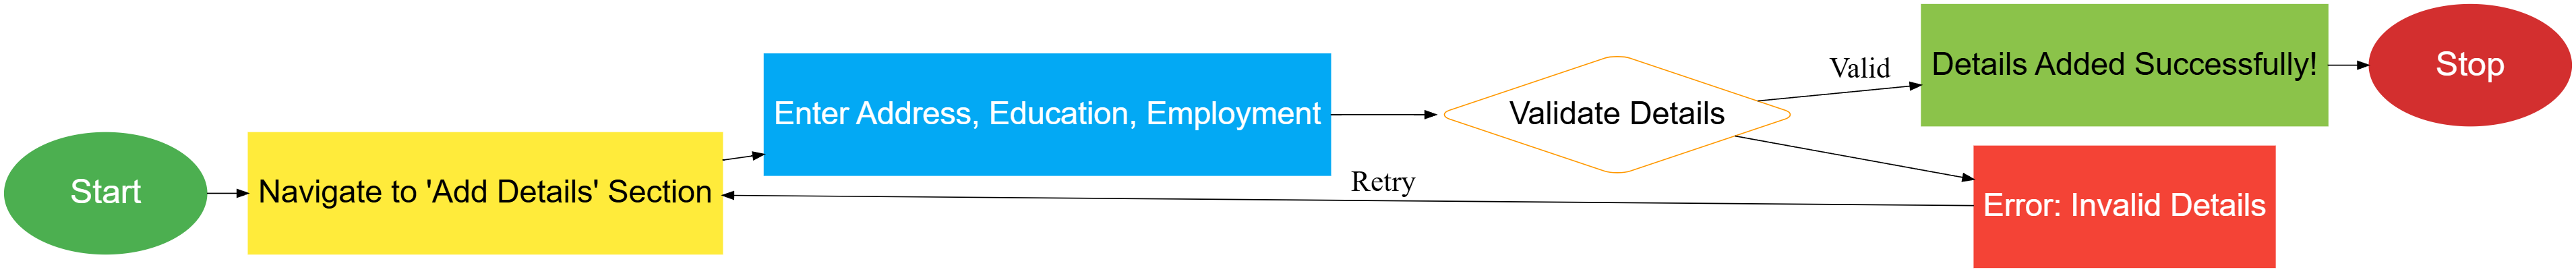 Start
Navigate to 'Add Details' Section
Enter Address, Education, Employment
Validate Details
Valid
Details Added Successfully!
Stop
Retry
Error: Invalid Details